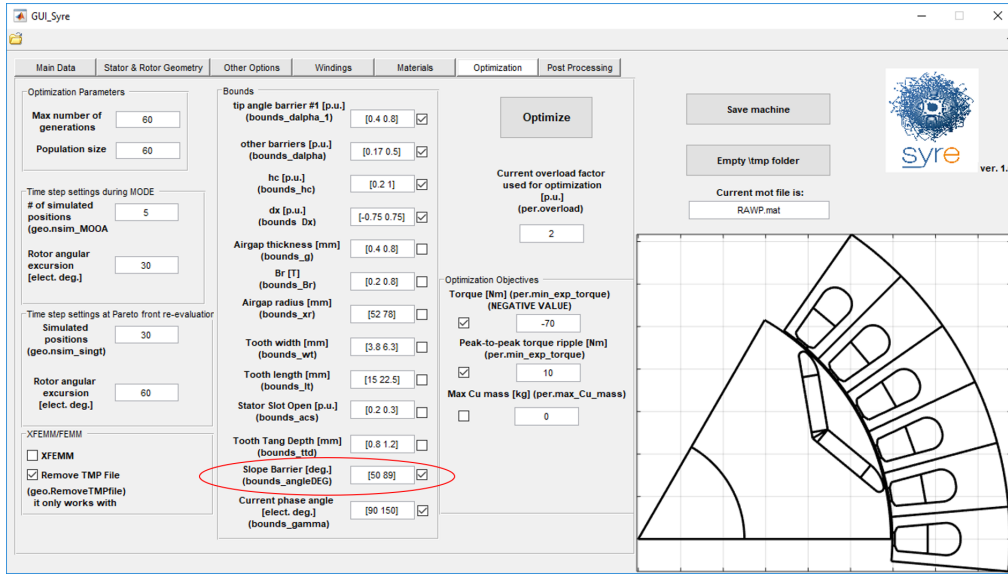 GUI_Syre
Main Data
Stator & Rotor Geometry
Other Options
Windings
Materials
Optimization
Post Processing
Optimization Parameters
Max number of
generations
60
Population size
60
Time step settings during MODE
# of simulated
positions
(geo.nsim_MOOA
5
Rotor angular
excursion
[elect. deg.]
30
Time step settings at Pareto front re-evaluation
Simulated
positions
(geo.nsim_singt)
30
Rotor angular
excursion
[elect. deg.]
60
XFEMM/FEMM
XFEMM
Remove TMP File
(geo.RemoveTMPfile)
it only works with
Bounds
tip angle barrier #1 [p.u.]
(bounds_dalpha_1)
[0.4 0.8]
other barriers [p.u.]
(bounds_dalpha)
[0.17 0.5]
hc [p.u.]
(bounds_hc)
[0.2 1]
dx [p.u.]
(bounds_Dx)
[-0.75 0.75]
Airgap thickness [mm]
(bounds_g)
[0.4 0.8]
Br [T]
(bounds_Br)
[0.2 0.8]
Airgap radius [mm]
(bounds_xr)
[52 78]
Tooth width [mm]
(bounds_wt)
[3.8 6.3]
Tooth length [mm]
(bounds_lt)
[15 22.5]
Stator Slot Open [p.u.]
(bounds_acs)
[0.2 0.3]
Tooth Tang Depth [mm]
(bounds_ttd)
[0.8 1.2]
Slope Barrier [deg.]
(bounds_angleDEG)
[50 89]
Current phase angle
[elect. deg.]
(bounds_gamma)
[90 150]
Optimize
Current overload factor
used for optimization
[p.u.]
(per.overload)
2
Optimization Objectives
Torque [Nm] (per.min_exp_torque)
(NEGATIVE VALUE)
-70
Peak-to-peak torque ripple [Nm]
(per.min_exp_torque)
10
Max Cu mass [kg] (per.max_Cu_mass)
0
Save machine
Empty \tmp folder
Current mot file is:
RAWP.mat
syre
ver. 1.